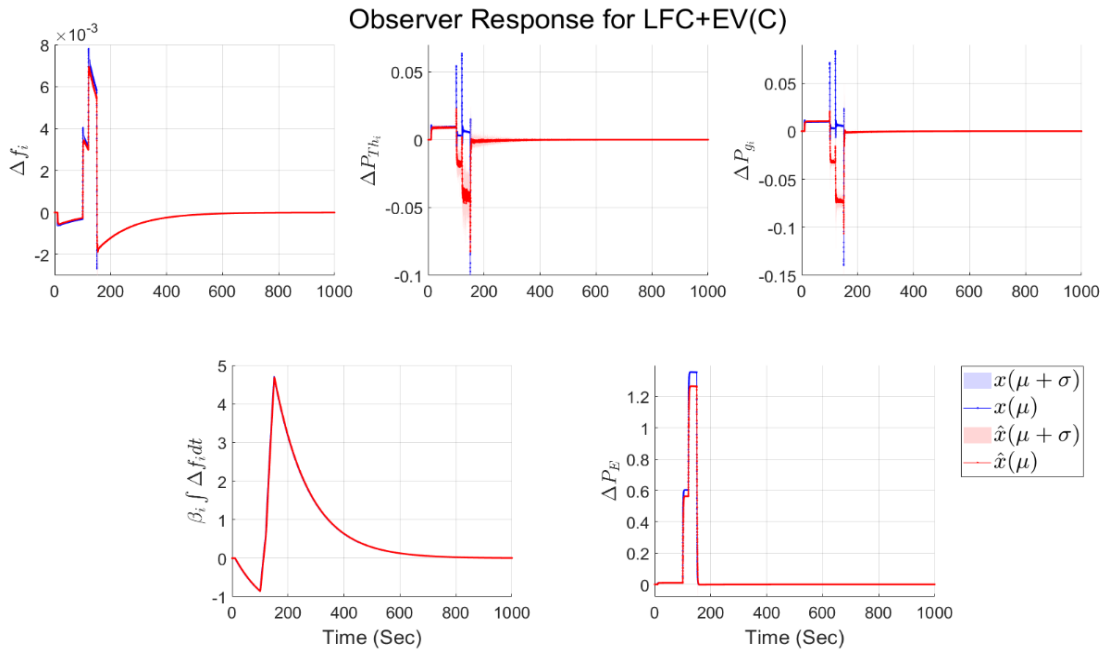 Observer Response for LFC+EV(C)
×10⁻³
8
6
4
2
0
-2
Δf_i
0 200 400 600 800 1000
0.05
0
-0.05
-0.1
ΔP_{Th_i}
0 200 400 600 800 1000
0.05
0
-0.05
-0.1
-0.15
ΔP_{g_i}
0 200 400 600 800 1000
5
4
3
2
1
0
-1
β_i ∫ Δf_i dt
0 200 400 600 800 1000
Time (Sec)
1.2
1
0.8
0.6
0.4
0.2
0
ΔP_E
0 200 400 600 800 1000
Time (Sec)
x(μ + σ)
x(μ)
x̂(μ + σ)
x̂(μ)